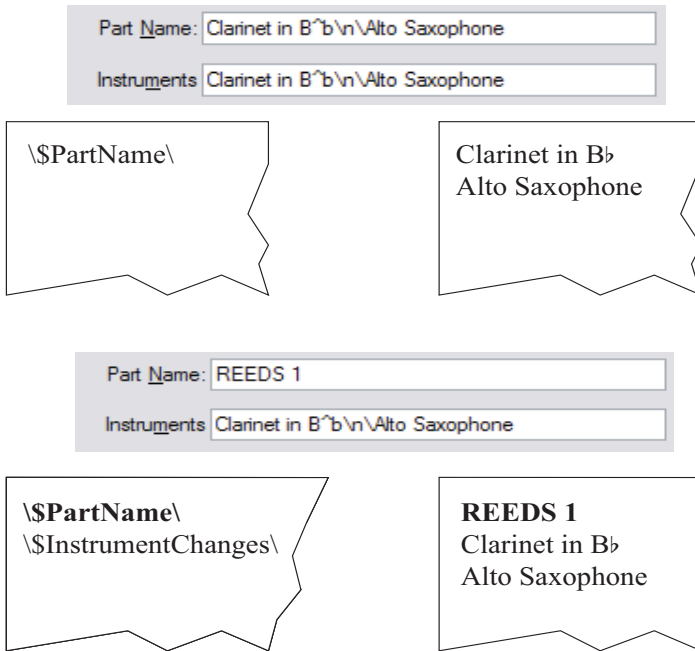 Part Name: Clarinet in B^b\n\Alto Saxophone
Instruments Clarinet in B^b\n\Alto Saxophone
\$PartName\
Clarinet in B♭
Alto Saxophone
Part Name: REEDS 1
Instruments Clarinet in B^b\n\Alto Saxophone
\$PartName\
\$InstrumentChanges\
REEDS 1
Clarinet in B♭
Alto Saxophone